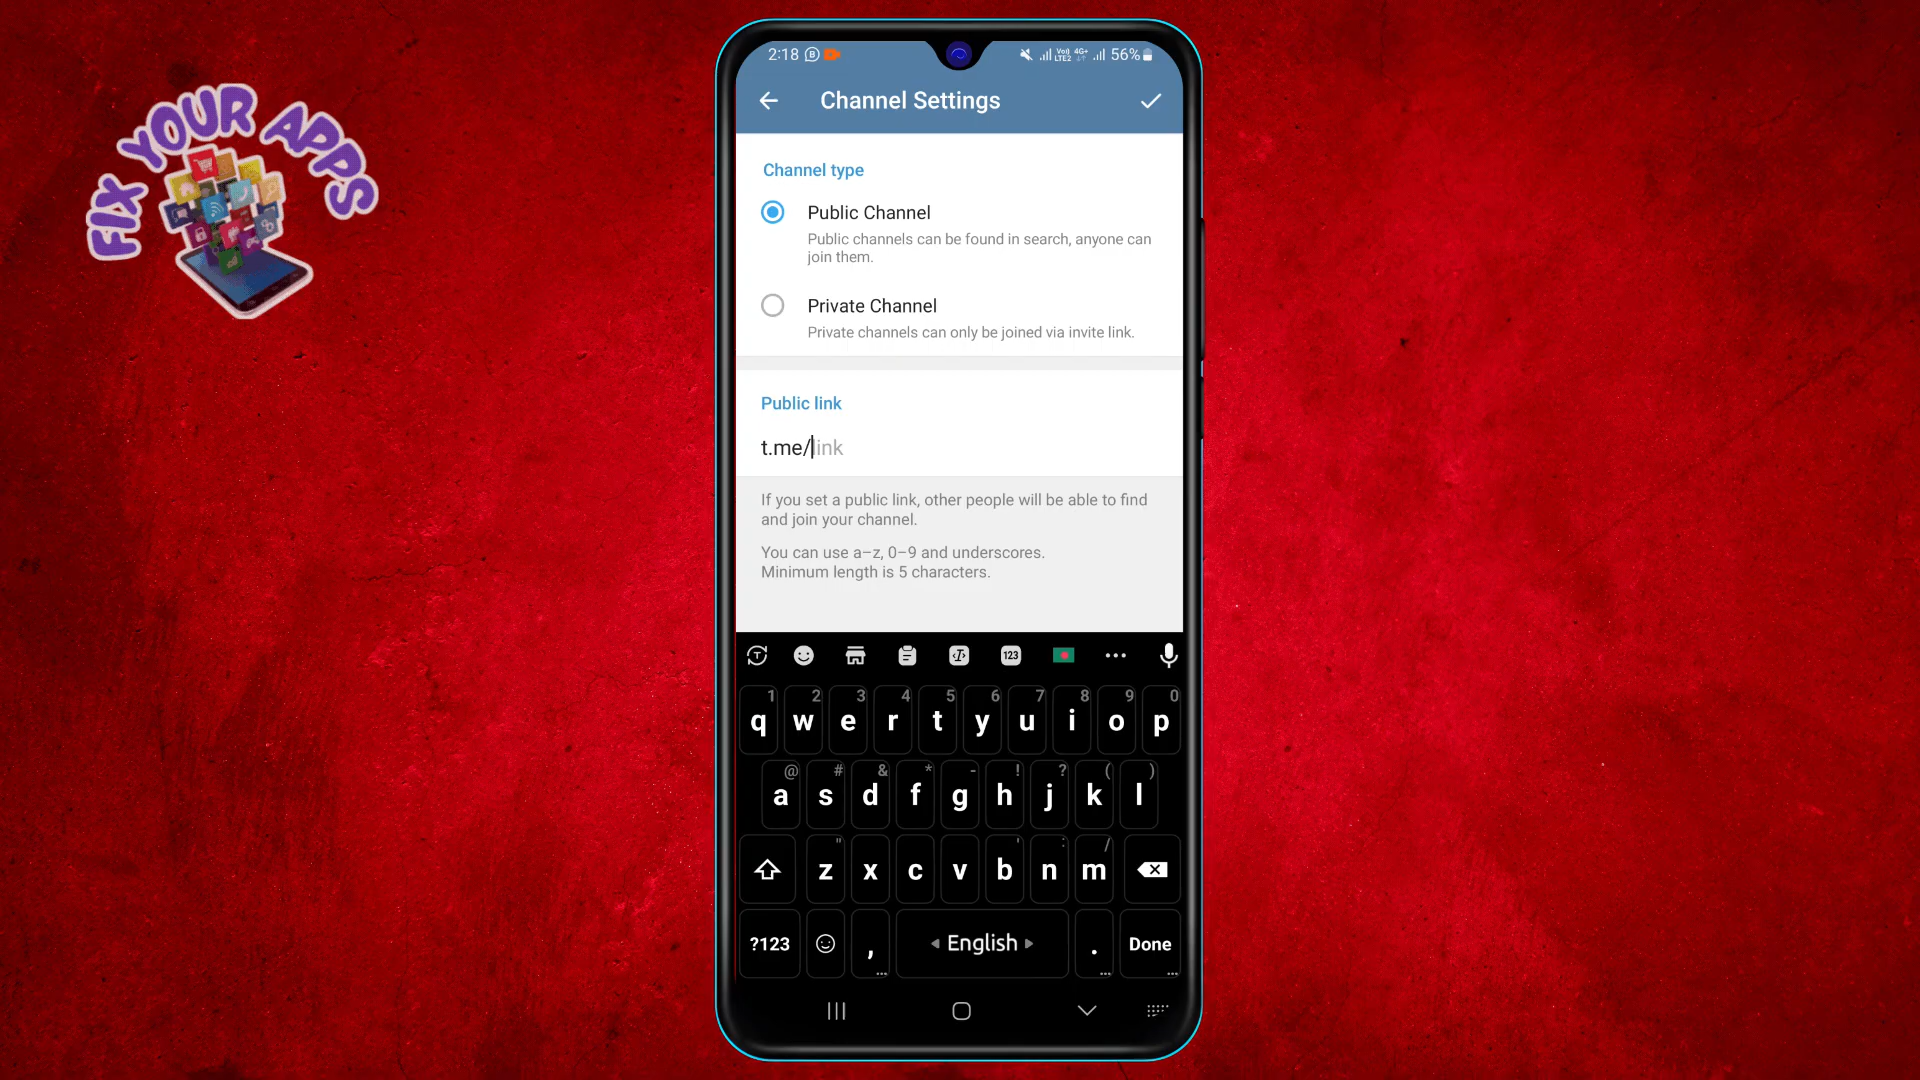 FIX YOUR APPS
2:18
VoLTE2 4G+ 56%
Channel Settings
Channel type
Public Channel
Public channels can be found in search, anyone can
join them.
Private Channel
Private channels can only be joined via invite link.
Public link
t.me/link
If you set a public link, other people will be able to find
and join your channel.
You can use a–z, 0–9 and underscores.
Minimum length is 5 characters.
T 123
1 2 3 4 5 6 7 8 9 0
q w e r t y u i o p
@ # & * - ! ? ( )
a s d f g h j k l
" ' : /
z x c v b n m
?123 , English . Done